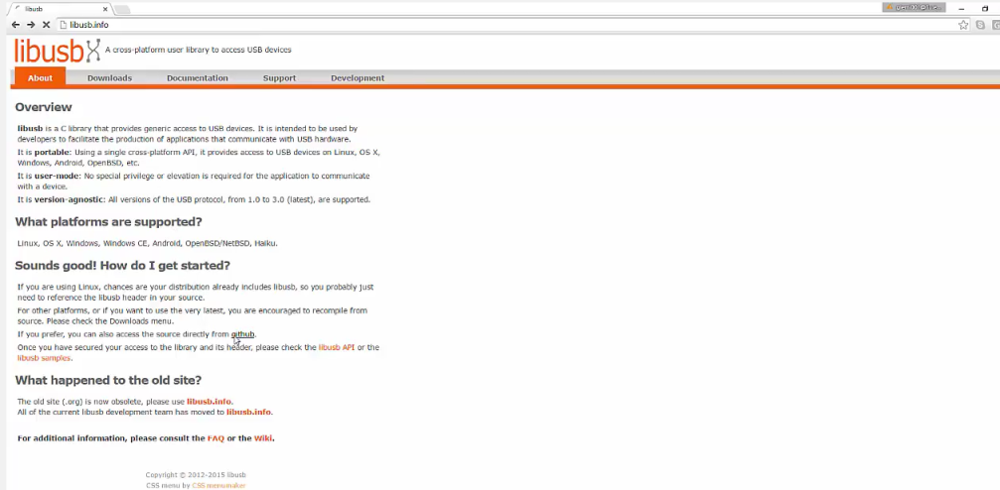 libusb
libusb.info
libusbX A cross-platform user library to access USB devices
About Downloads Documentation Support Development
Overview
libusb is a C library that provides generic access to USB devices. It is intended to be used by
developers to facilitate the production of applications that communicate with USB hardware.
It is portable: Using a single cross-platform API, it provides access to USB devices on Linux, OS X,
Windows, Android, OpenBSD, etc.
It is user-mode: No special privilege or elevation is required for the application to communicate
with a device.
It is version-agnostic: All versions of the USB protocol, from 1.0 to 3.0 (latest), are supported.
What platforms are supported?
Linux, OS X, Windows, Windows CE, Android, OpenBSD/NetBSD, Haiku.
Sounds good! How do I get started?
If you are using Linux, chances are your distribution already includes libusb, so you probably just
need to reference the libusb header in your source.
For other platforms, or if you want to use the very latest, you are encouraged to recompile from
source. Please check the Downloads menu.
If you prefer, you can also access the source directly from github.
Once you have secured your access to the library and its header, please check the libusb API or the
libusb samples.
What happened to the old site?
The old site (.org) is now obsolete, please use libusb.info.
All of the current libusb development team has moved to libusb.info.
For additional information, please consult the FAQ or the Wiki.
Copyright © 2012-2015 libusb
CSS menu by CSS menumaker